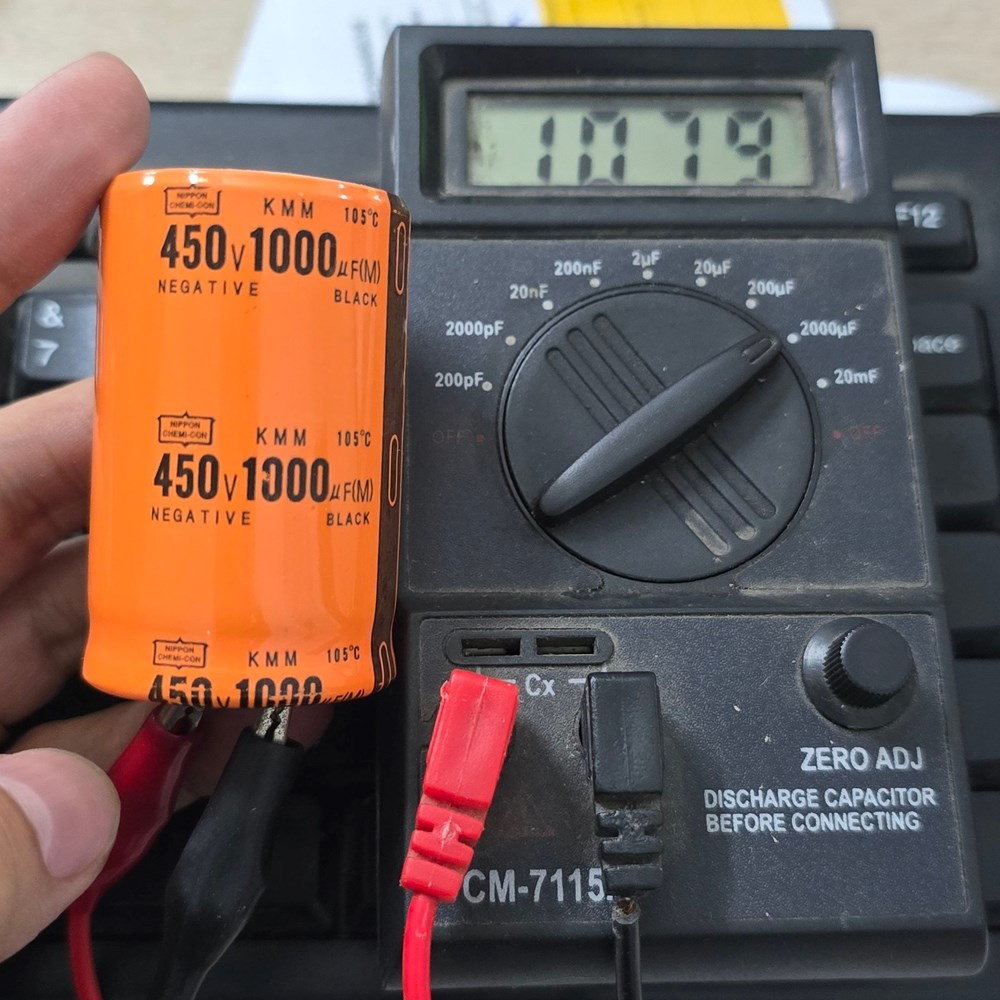 1079
F12
200nF
2µF
20µF
20nF
200µF
2000pF
2000µF
200pF
20mF
OFF
OFF
Cx
ZERO ADJ
DISCHARGE CAPACITOR
BEFORE CONNECTING
CM-7115
NIPPON
CHEMI-CON
KMM 105°C
450V1000µF(M)
NEGATIVE BLACK
NIPPON
CHEMI-CON
KMM 105°C
450V1000µF(M)
NEGATIVE BLACK
NIPPON
CHEMI-CON
KMM 105°C
450V1000µF(M)
&
7